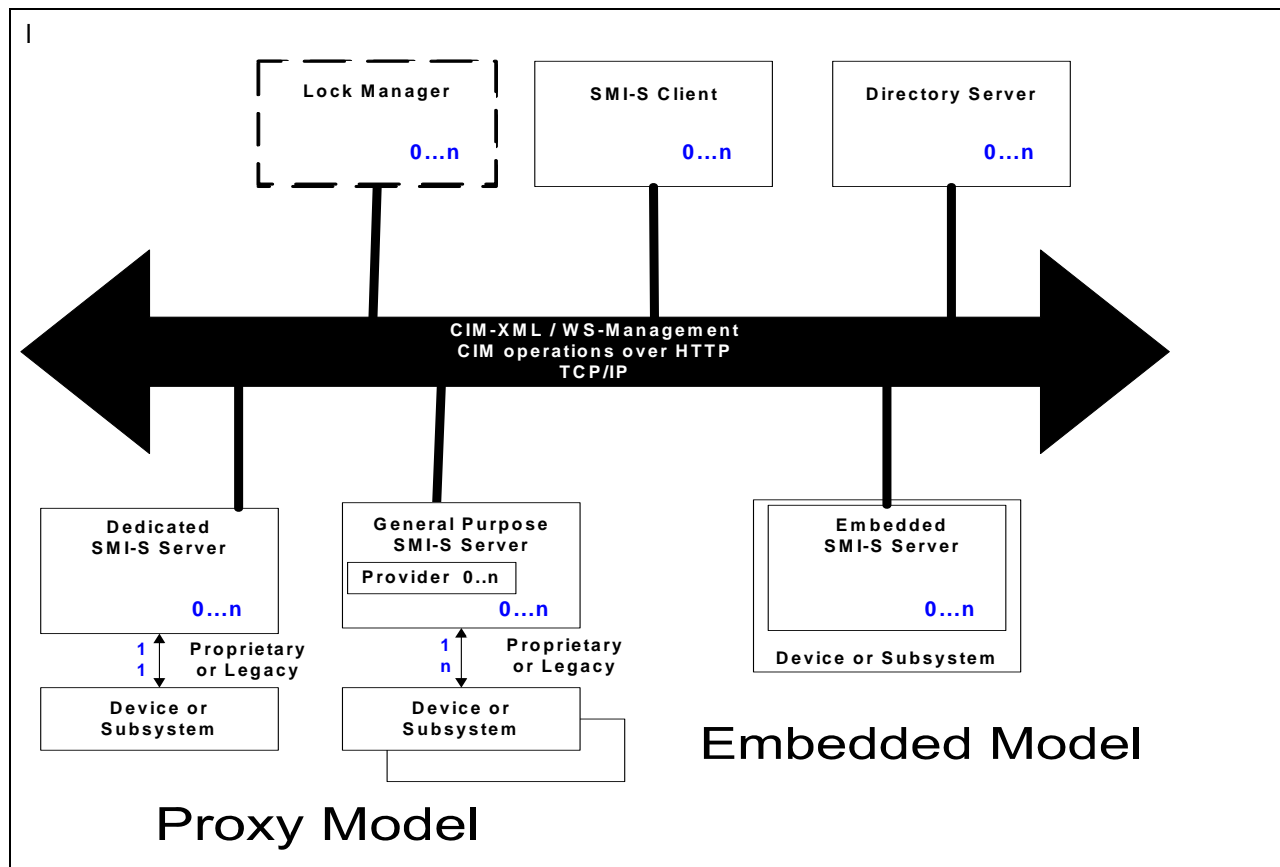 Lock Manager
0...n
SMI-S Client
0...n
Directory Server
0...n
CIM-XML / WS-Management
CIM operations over HTTP
TCP/IP
Dedicated
SMI-S Server
0...n
General Purpose
SMI-S Server
Provider 0..n
0...n
Embedded
SMI-S Server
0...n
Device or Subsystem
1
1
Proprietary
or Legacy
1
n
Proprietary
or Legacy
Device or
Subsystem
Device or
Subsystem
Embedded Model
Proxy Model